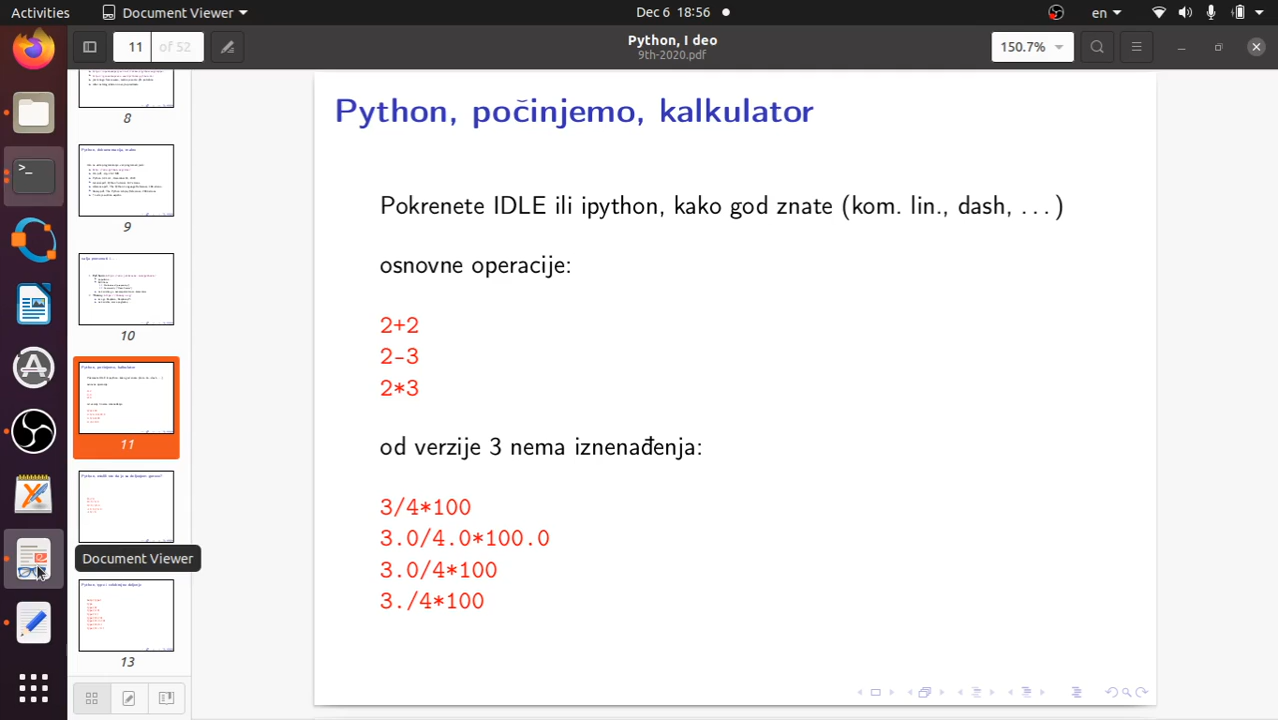 Activities
Document Viewer
Dec 6 18:56
en
11
of 52
Python, I deo
9th-2020.pdf
150.7%
8
9
10
11
Document Viewer
13
Python, počinjemo, kalkulator
Pokrenete IDLE ili ipython, kako god znate (kom. lin., dash, . . . )
osnovne operacije:
2+2
2-3
2*3
od verzije 3 nema iznenađenja:
3/4*100
3.0/4.0*100.0
3.0/4*100
3./4*100